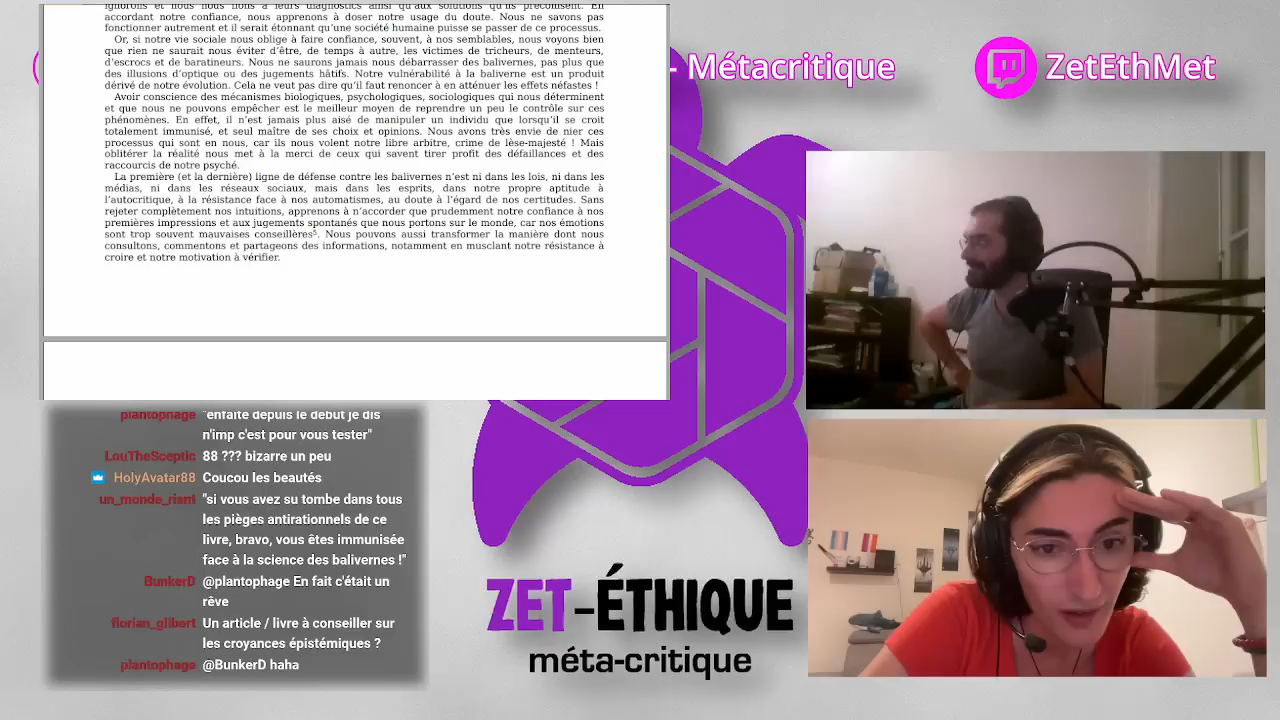 ignorons et nous nous fions à leurs diagnostics ainsi qu'aux solutions qu'ils préconisent. En
accordant notre confiance, nous apprenons à doser notre usage du doute. Nous ne savons pas
fonctionner autrement et il serait étonnant qu'une société humaine puisse se passer de ce processus.
Or, si notre vie sociale nous oblige à faire confiance, souvent, à nos semblables, nous voyons bien
que rien ne saurait nous éviter d'être, de temps à autre, les victimes de tricheurs, de menteurs,
d'escrocs et de baratineurs. Nous ne pourrons jamais nous débarrasser des balivernes, pas plus que
des illusions d'optique ou des jugements hâtifs. Notre vulnérabilité à la baliverne est un produit
dérivé de notre évolution. Cela ne veut pas dire qu'il faut renoncer à en atténuer les effets néfastes !
Avoir conscience des mécanismes biologiques, psychologiques, sociologiques qui nous déterminent
et que nous ne pouvons empêcher est le meilleur moyen de reprendre un peu le contrôle sur ces
phénomènes. En effet, il n'est jamais plus aisé de manipuler un individu que lorsqu'il se croit
totalement immunisé, et seul maître de ses choix et opinions. Nous avons très envie de nier ces
processus qui sont en nous, car ils nous volent notre libre arbitre, crime de lèse-majesté ! Mais
oblitérer la réalité nous met à la merci de ceux qui savent tirer profit des défaillances et des
raccourcis de notre psyché.
La première (et la dernière) ligne de défense contre les balivernes n'est ni dans les lois, ni dans les
médias, ni dans les réseaux sociaux, mais dans les esprits, dans notre propre aptitude à
l'autocritique, à la résistance face à nos automatismes, au doute à l'égard de nos certitudes. Sans
rejeter complètement nos intuitions, apprenons à n'accorder que prudemment notre confiance à nos
premières impressions et aux jugements spontanés que nous portons sur le monde, car nos émotions
sont trop souvent mauvaises conseillères⁵. Nous pouvons aussi transformer la manière dont nous
consultons, commentons et partageons des informations, notamment en musclant notre résistance à
croire et notre motivation à vérifier.
- Métacritique
ZetEthMet
plantophage "enfaite depuis le début je dis
n'imp c'est pour vous tester"
LouTheSceptic 88 ??? bizarre un peu
HolyAvatar88 Coucou les beautés
un_monde_riant "si vous avez su tombe dans tous
les pièges antirationnels de ce
livre, bravo, vous êtes immunisée
face à la science des balivernes !"
BunkerD @plantophage En fait c'était un
rêve
florian_glibert Un article / livre à conseiller sur
les croyances épistémiques ?
plantophage @BunkerD haha
ZET-ÉTHIQUE
méta-critique